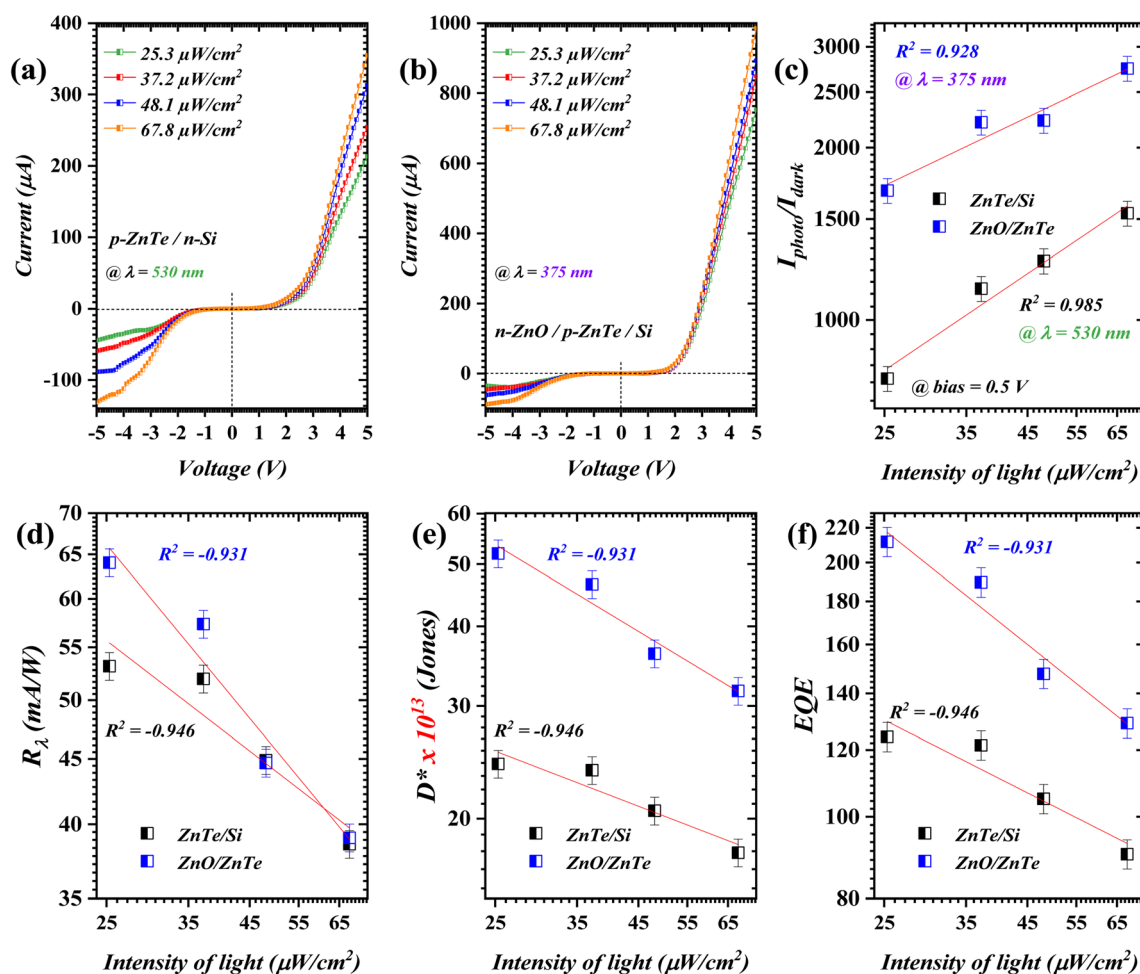 (a)
25.3 μW/cm²
37.2 μW/cm²
48.1 μW/cm²
67.8 μW/cm²
p-ZnTe / n-Si
@ λ = 530 nm
Current (μA)
400
300
200
100
0
-100
-5 -4 -3 -2 -1 0 1 2 3 4 5
Voltage (V)
(b)
25.3 μW/cm²
37.2 μW/cm²
48.1 μW/cm²
67.8 μW/cm²
@ λ = 375 nm
n-ZnO / p-ZnTe / Si
Current (μA)
1000
800
600
400
200
0
-5 -4 -3 -2 -1 0 1 2 3 4 5
Voltage (V)
(c)
R² = 0.928
@ λ = 375 nm
ZnTe/Si
ZnO/ZnTe
R² = 0.985
@ λ = 530 nm
@ bias = 0.5 V
I_photo/I_dark
3000
2500
2000
1500
1000
25 35 45 55 65
Intensity of light (μW/cm²)
(d)
R² = -0.931
R² = -0.946
ZnTe/Si
ZnO/ZnTe
R_λ (mA/W)
70
65
60
55
50
45
40
35
25 35 45 55 65
Intensity of light (μW/cm²)
(e)
R² = -0.931
R² = -0.946
ZnTe/Si
ZnO/ZnTe
D* x 10¹³ (Jones)
60
50
40
30
20
25 35 45 55 65
Intensity of light (μW/cm²)
(f)
R² = -0.931
R² = -0.946
ZnTe/Si
ZnO/ZnTe
EQE
220
200
180
160
140
120
100
80
25 35 45 55 65
Intensity of light (μW/cm²)